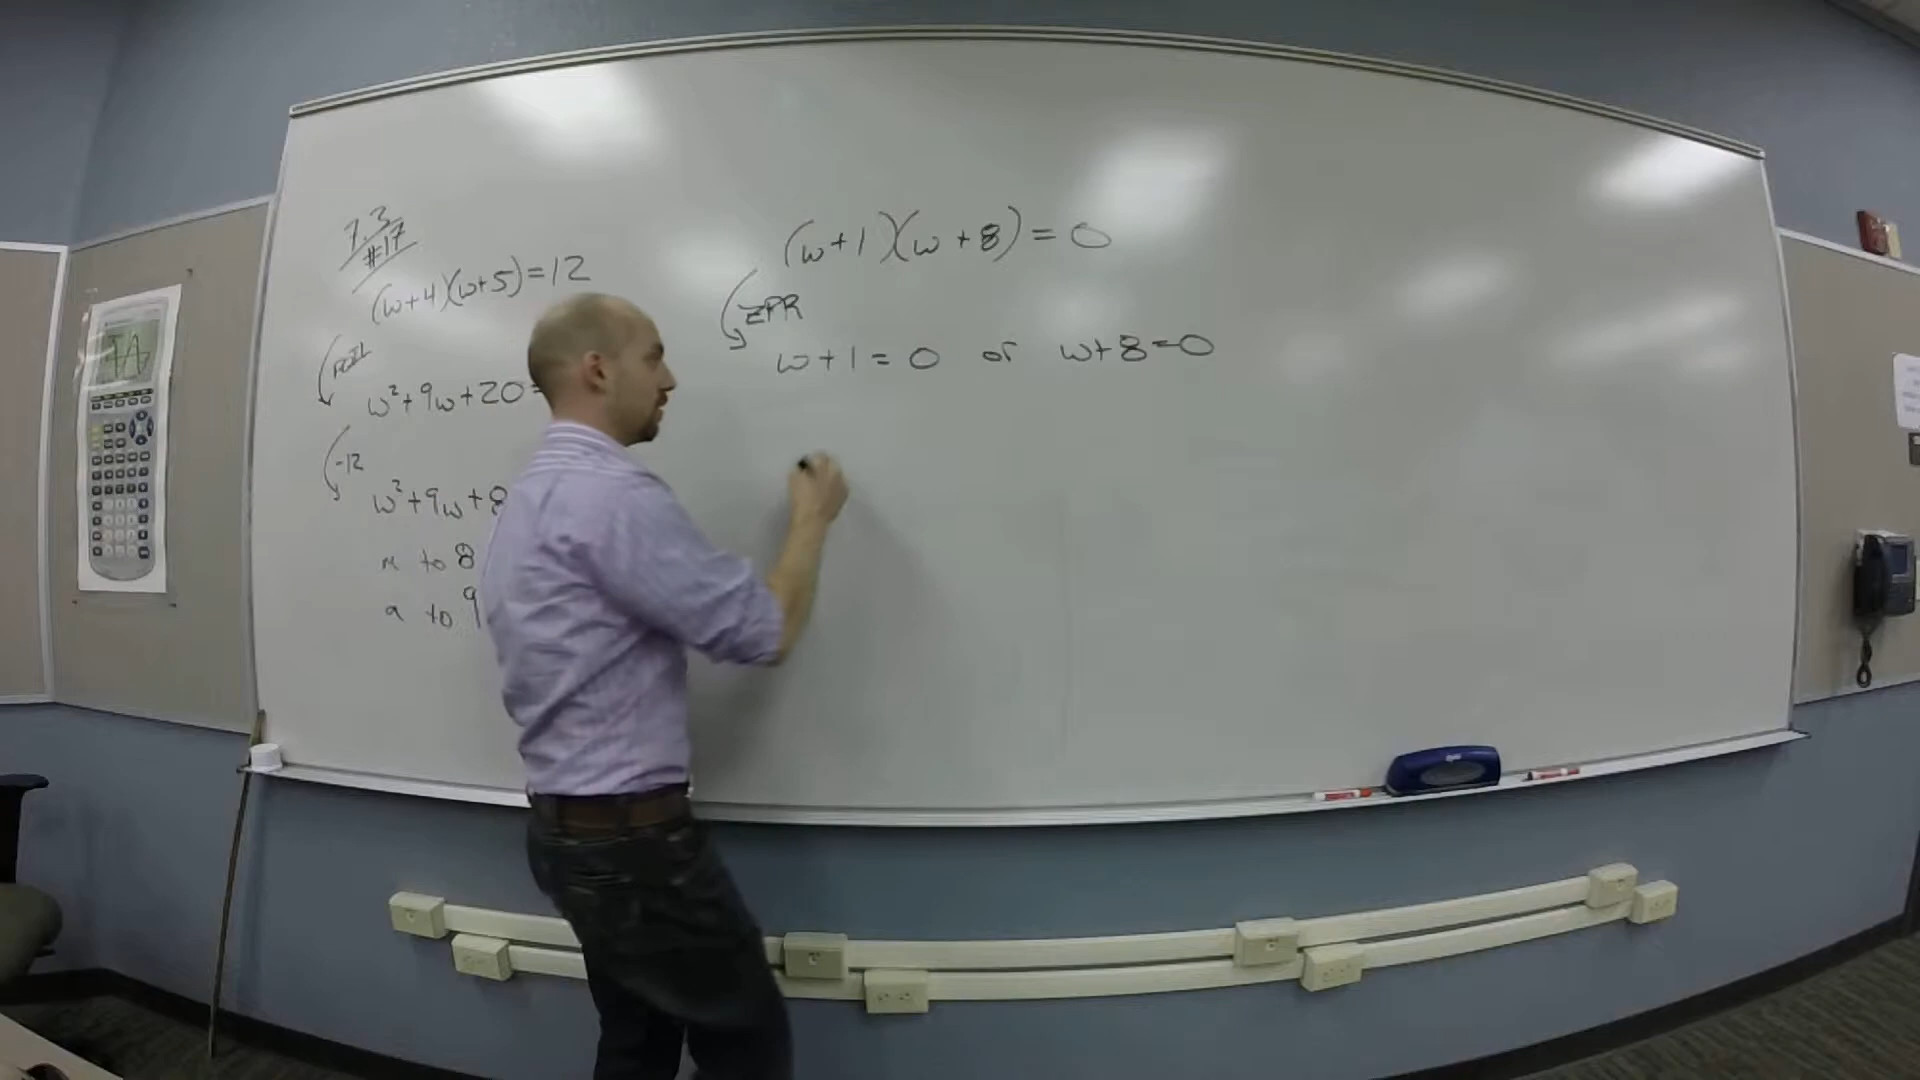 7.3
#17
(w+4)(w+5)=12
FOIL
w²+9w+20=
-12
w²+9w+8
m to 8
a to 9
(w+1)(w+8)=0
ZPR
w+1=0 or w+8=0